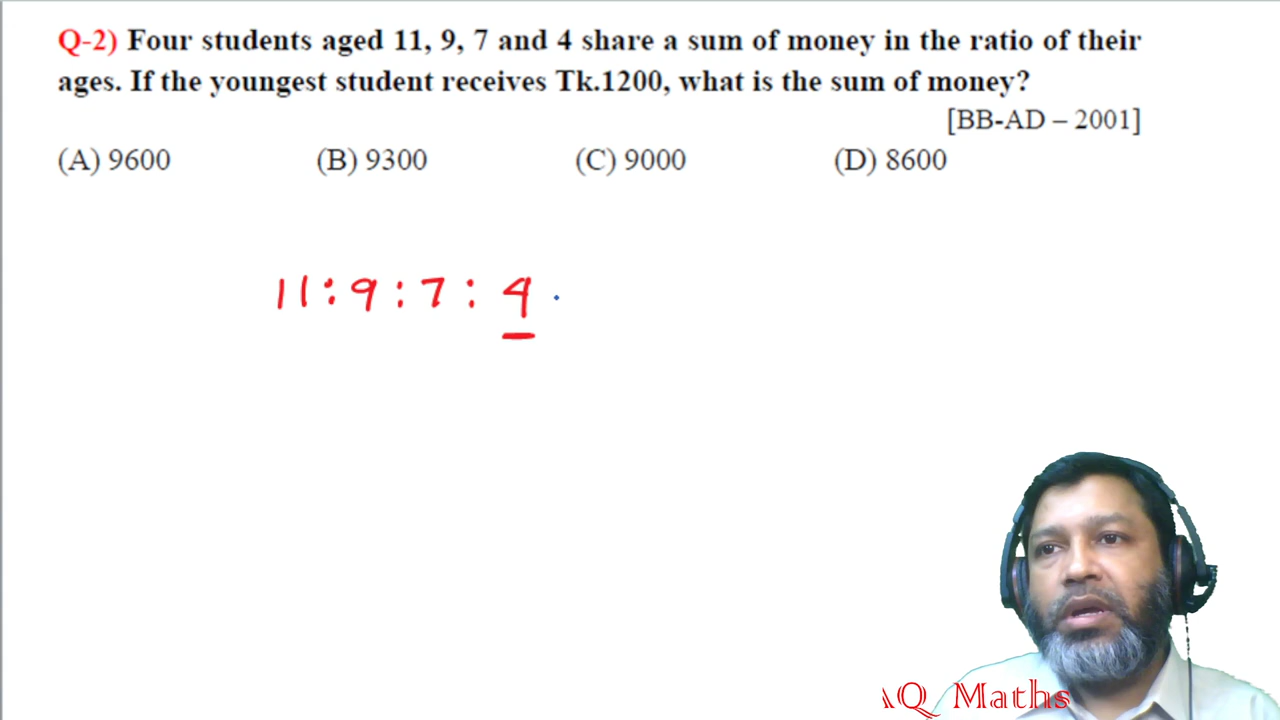 Q-2) Four students aged 11, 9, 7 and 4 share a sum of money in the ratio of their
ages. If the youngest student receives Tk.1200, what is the sum of money?
[BB-AD – 2001]
(A) 9600 (B) 9300 (C) 9000 (D) 8600
11 : 9 : 7 : 4
AQ Maths